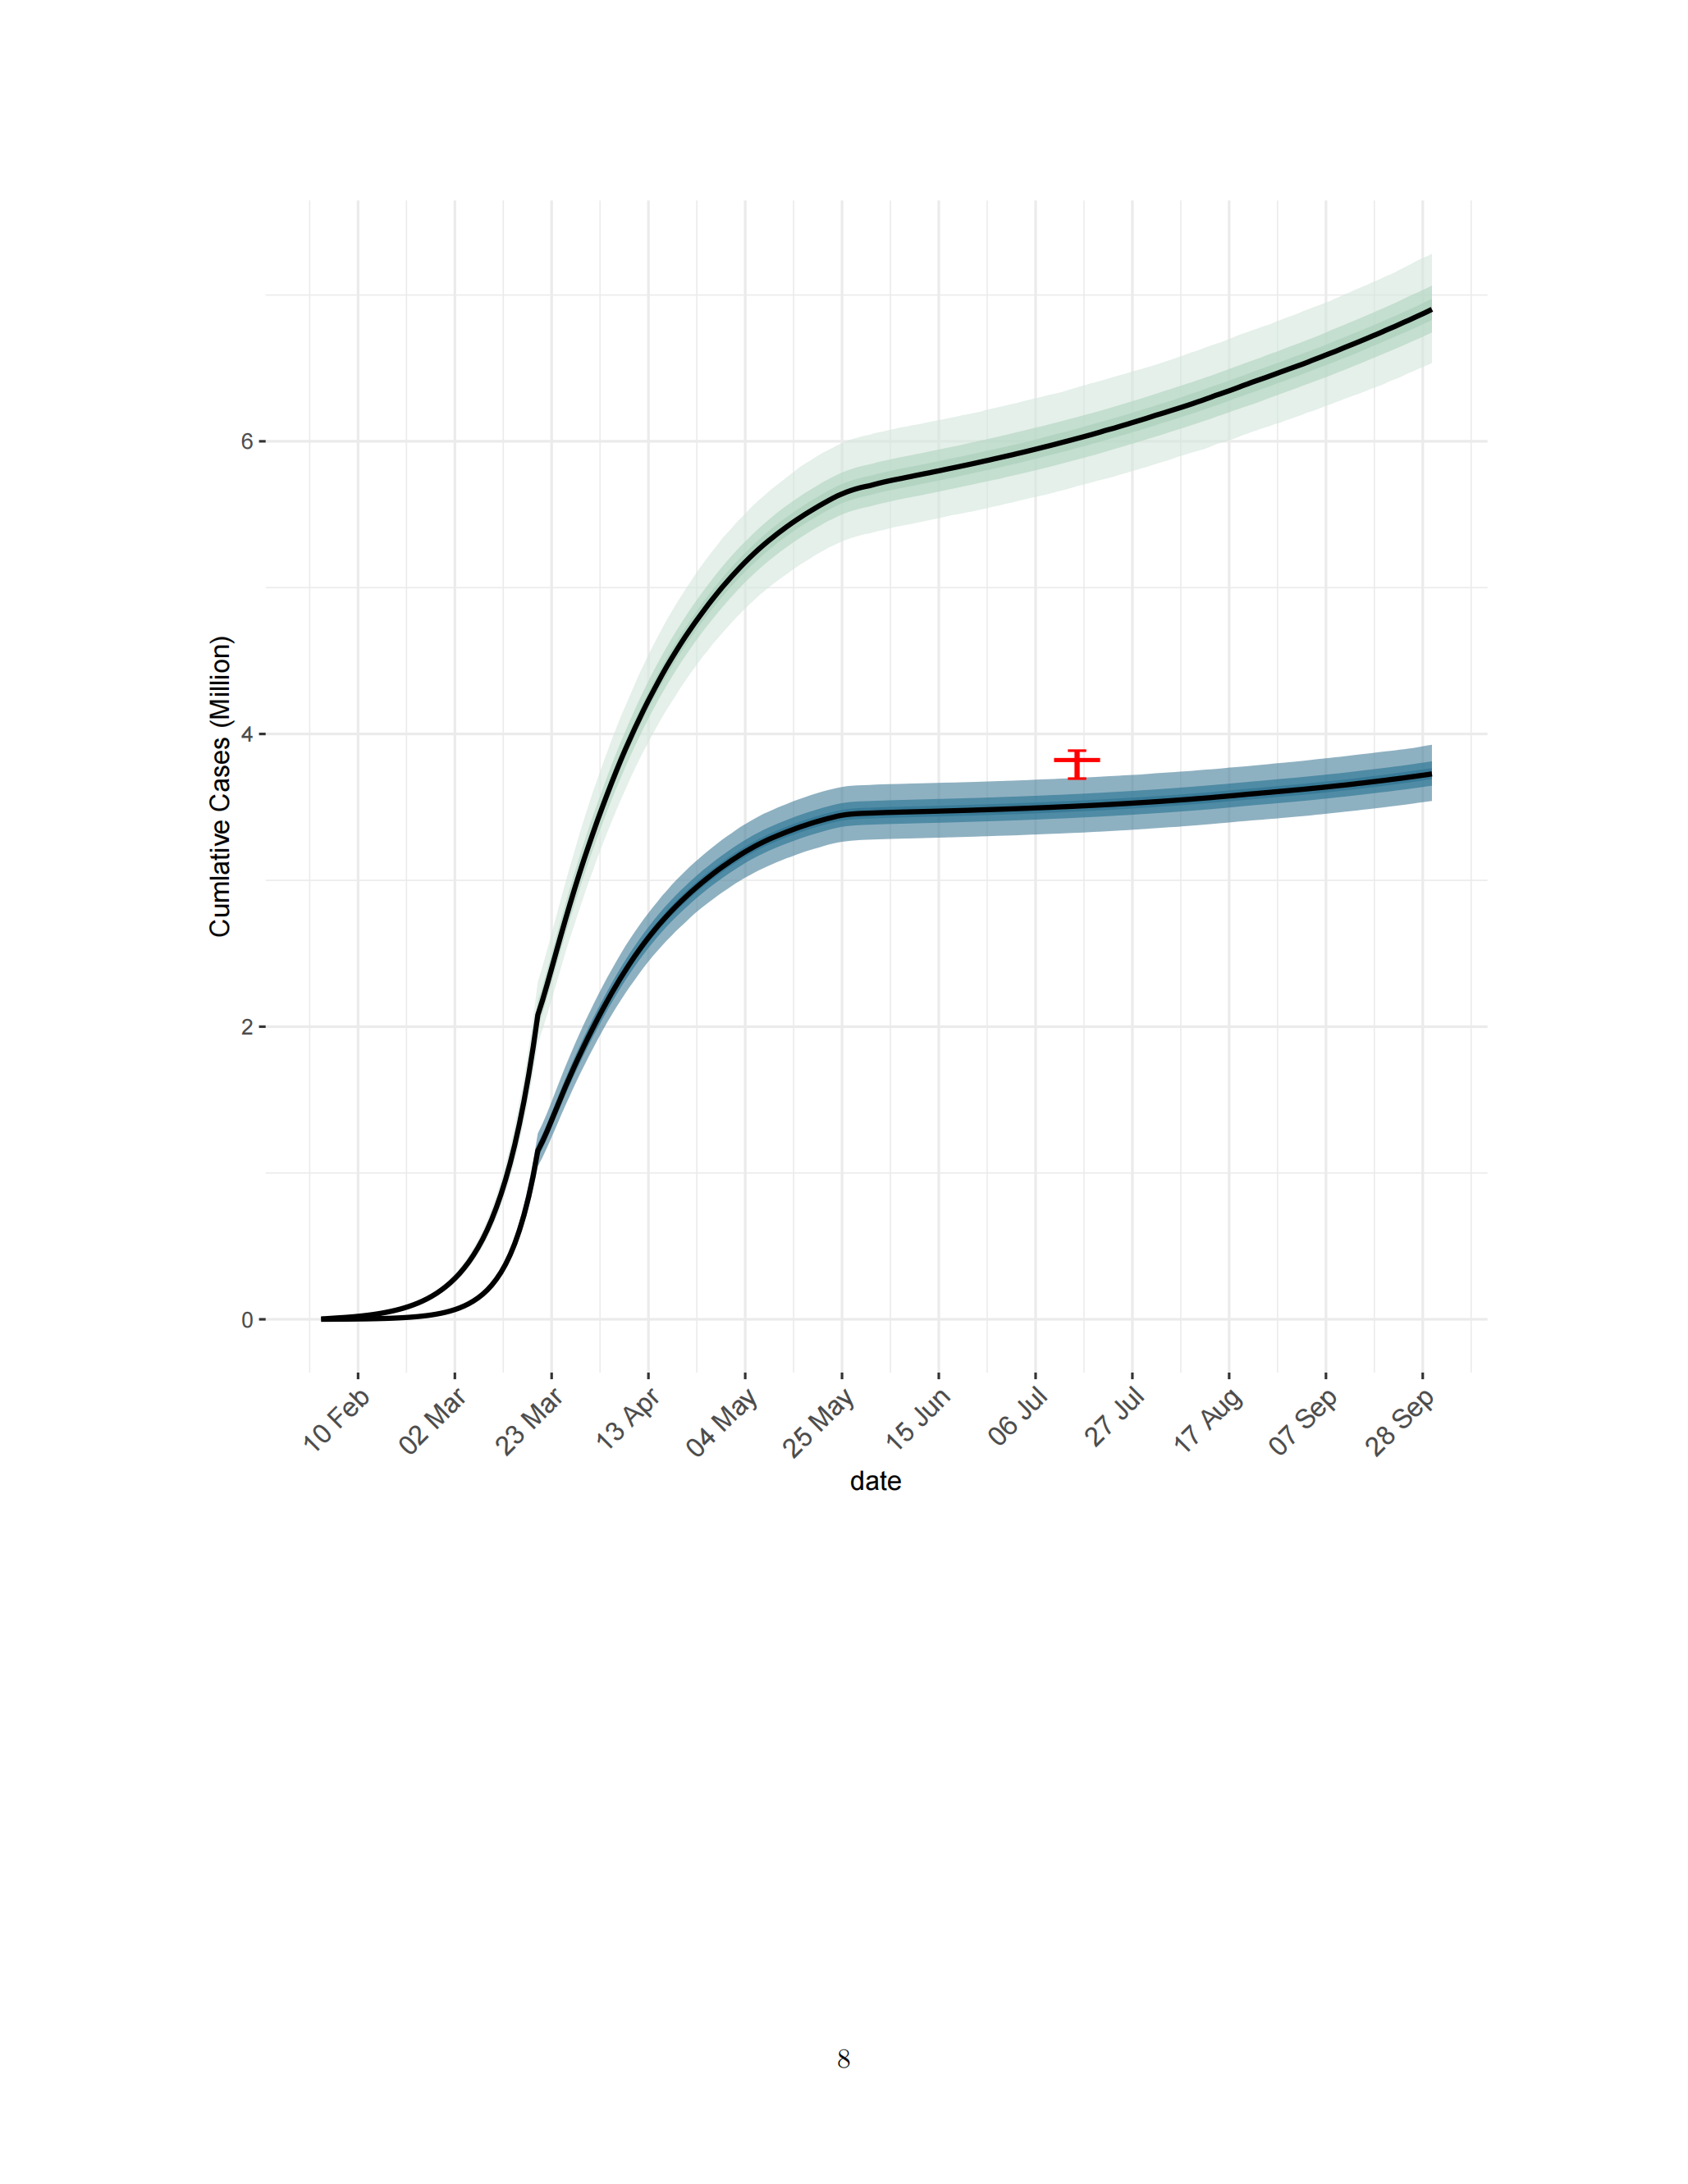 6
4
2
0
Cumulative Cases (Million)
10 Feb
02 Mar
23 Mar
13 Apr
04 May
25 May
15 Jun
06 Jul
27 Jul
17 Aug
07 Sep
28 Sep
date
8